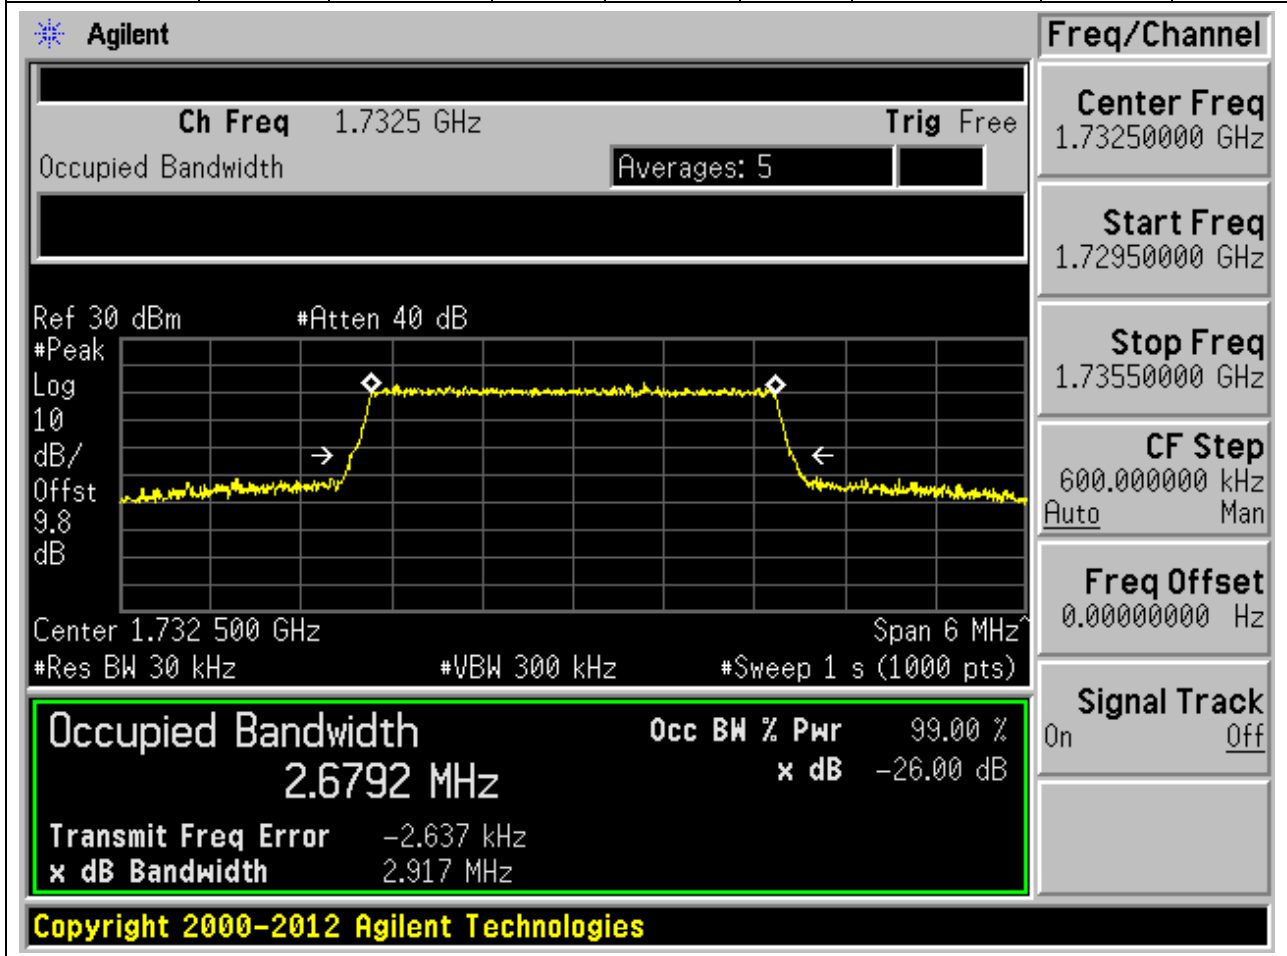 Agilent
Freq/Channel
Ch Freq 1.7325 GHz Trig Free
Occupied Bandwidth Averages: 5
Center Freq
1.73250000 GHz
Start Freq
1.72950000 GHz
Stop Freq
1.73550000 GHz
CF Step
600.000000 kHz
Auto Man
Freq Offset
0.00000000 Hz
Signal Track
On Off
Ref 30 dBm #Atten 40 dB
#Peak
Log
10
dB/
Offst
9.8
dB
Center 1.732 500 GHz Span 6 MHz^
#Res BW 30 kHz #VBW 300 kHz #Sweep 1 s (1000 pts)
Occupied Bandwidth Occ BW % Pwr 99.00 %
2.6792 MHz x dB -26.00 dB
Transmit Freq Error -2.637 kHz
x dB Bandwidth 2.917 MHz
Copyright 2000-2012 Agilent Technologies